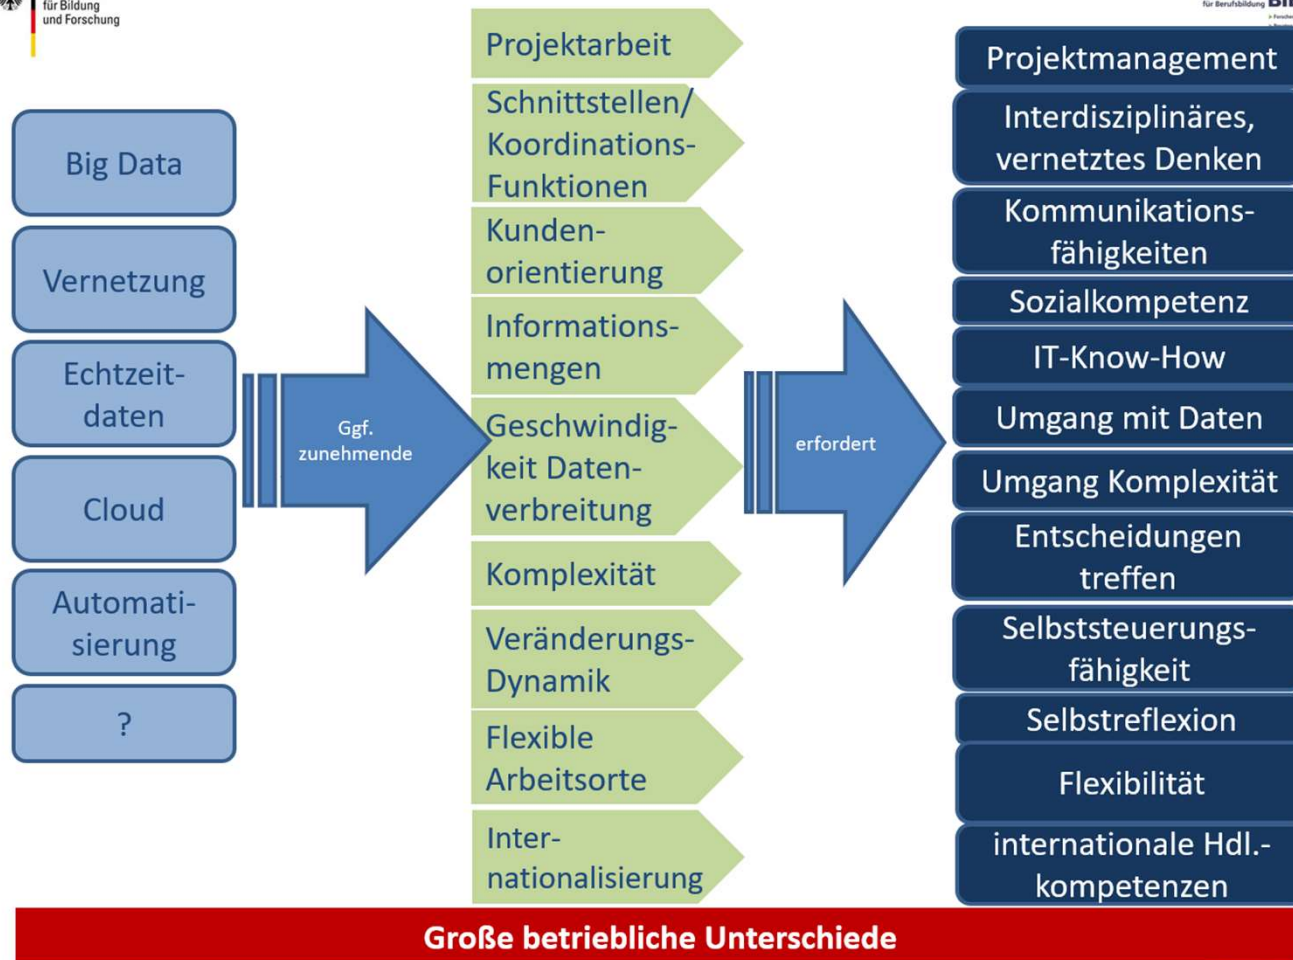 für Bildung
und Forschung
für Berufsbildung
Big Data
Vernetzung
Echtzeit-
daten
Cloud
Automati-
sierung
?
Ggf.
zunehmende
Projektarbeit
Schnittstellen/
Koordinations-
Funktionen
Kunden-
orientierung
Informations-
mengen
Geschwindig-
keit Daten-
verbreitung
Komplexität
Veränderungs-
Dynamik
Flexible
Arbeitsorte
Inter-
nationalisierung
erfordert
Projektmanagement
Interdisziplinäres,
vernetztes Denken
Kommunikations-
fähigkeiten
Sozialkompetenz
IT-Know-How
Umgang mit Daten
Umgang Komplexität
Entscheidungen
treffen
Selbststeuerungs-
fähigkeit
Selbstreflexion
Flexibilität
internationale Hdl.-
kompetenzen
Große betriebliche Unterschiede